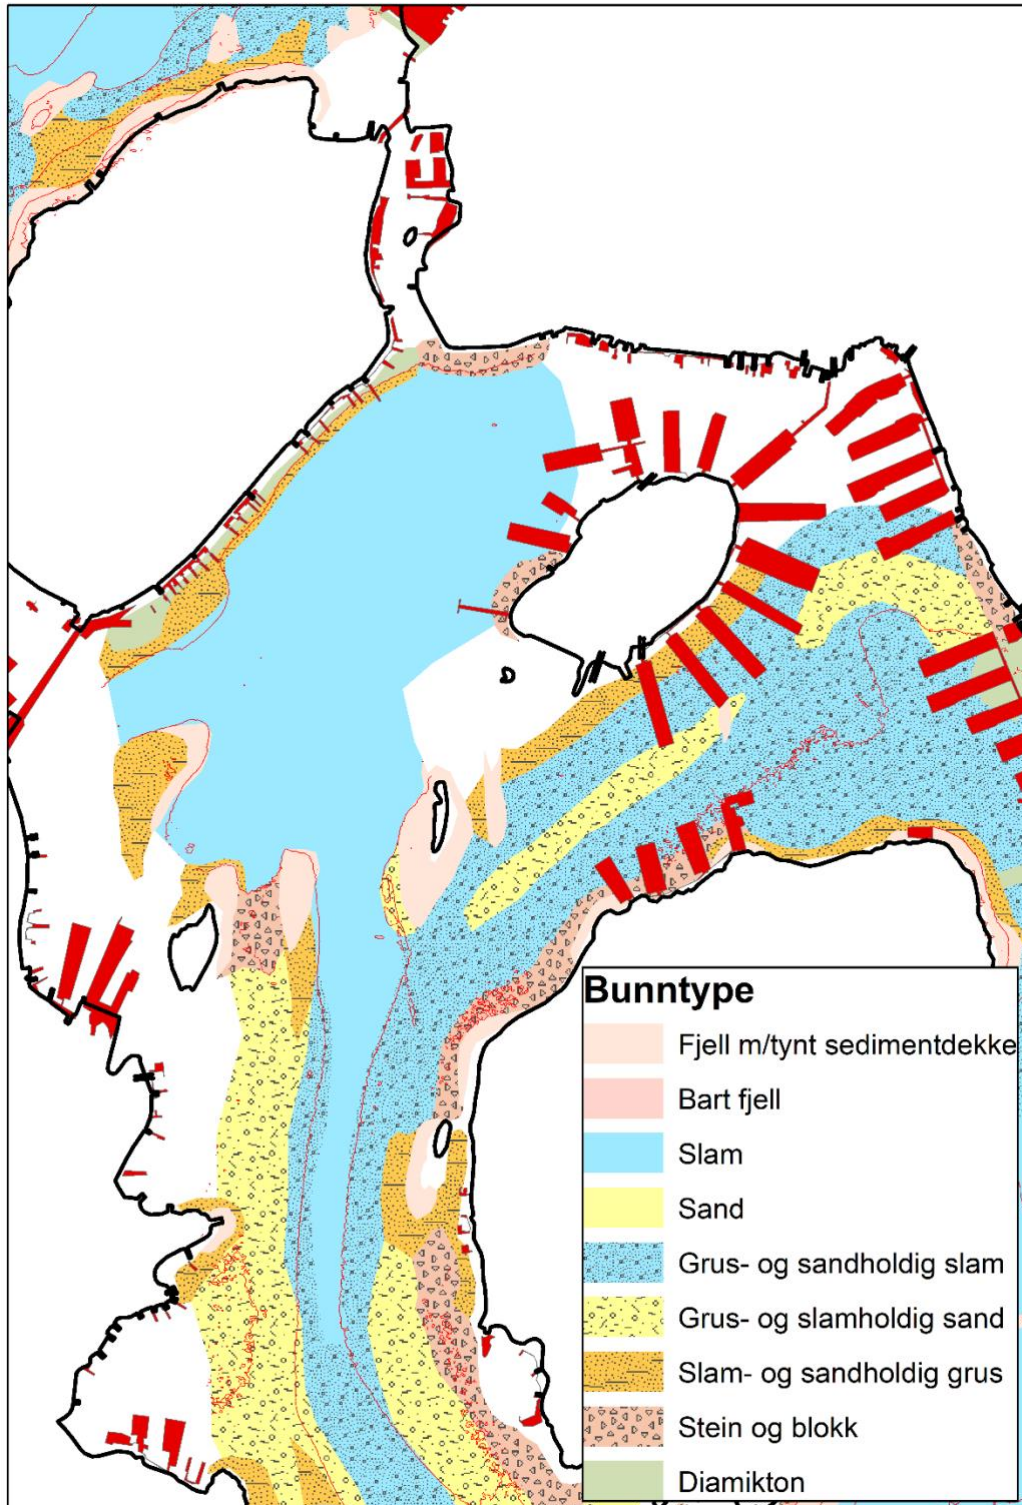 Bunntype
Fjell m/tynt sedimentdekke
Bart fjell
Slam
Sand
Grus- og sandholdig slam
Grus- og slamholdig sand
Slam- og sandholdig grus
Stein og blokk
Diamikton